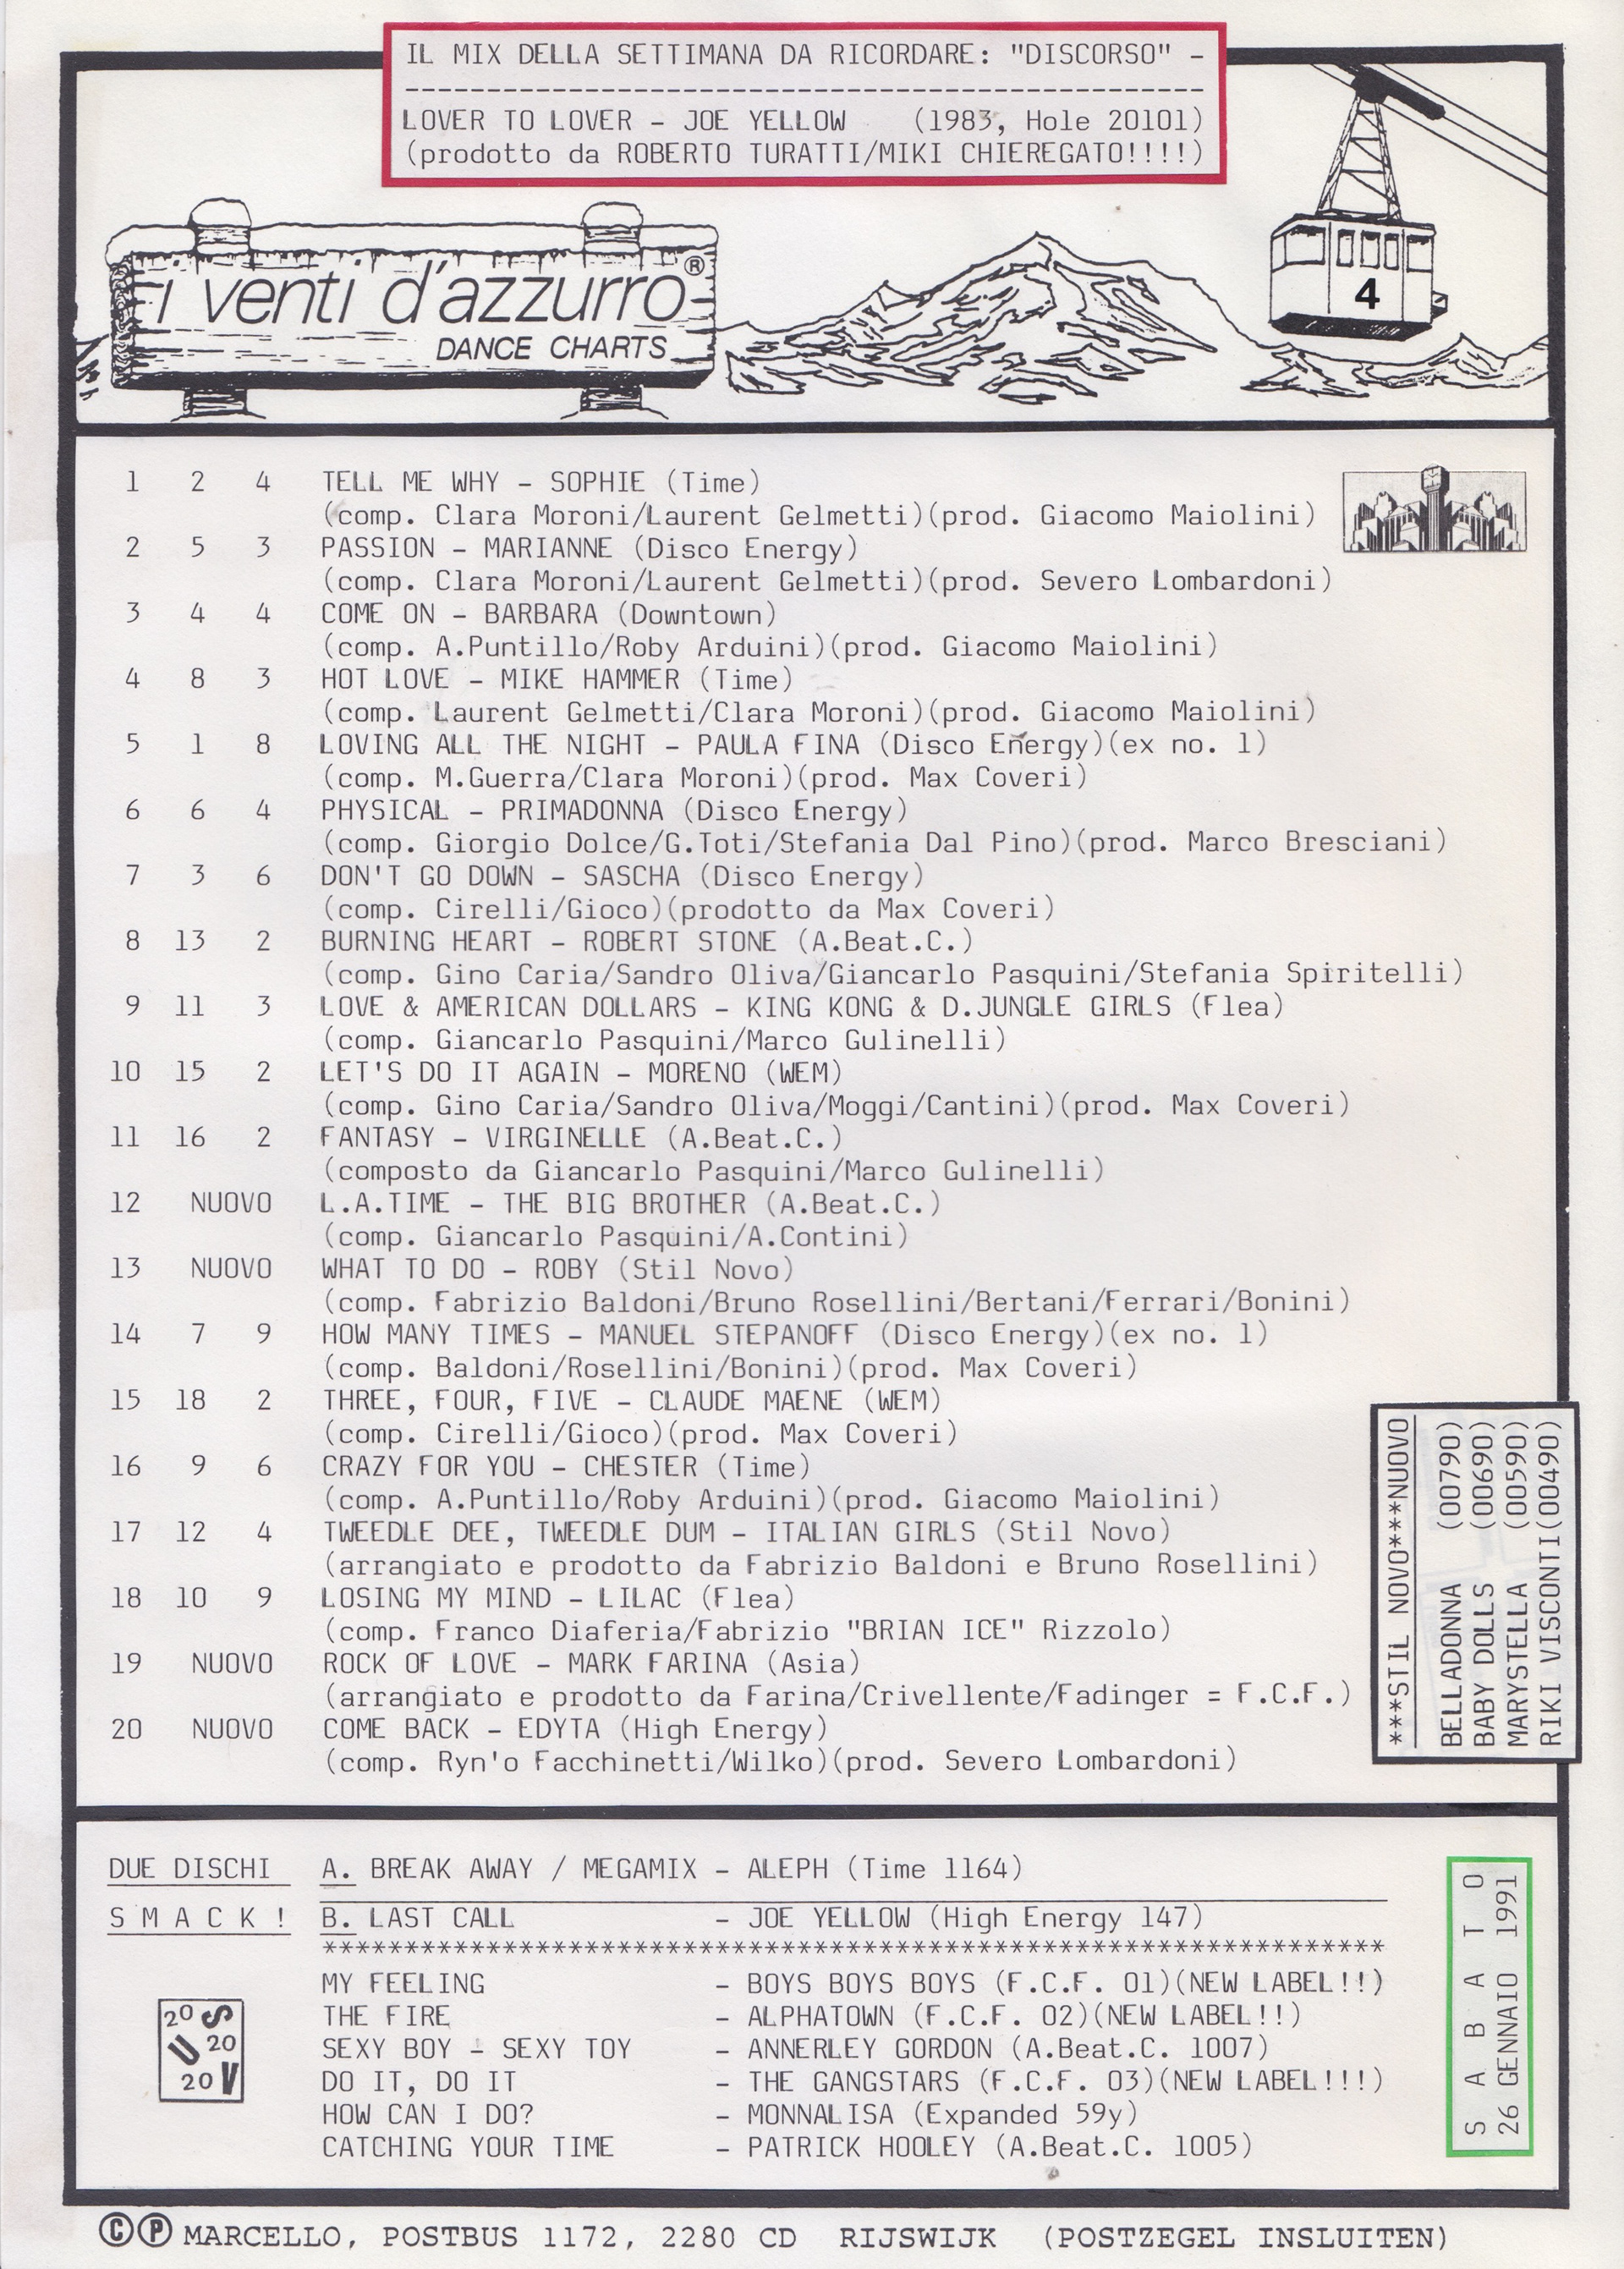 IL MIX DELLA SETTIMANA DA RICORDARE: "DISCORSO" -
-------------------------------------------------
LOVER TO LOVER - JOE YELLOW (1983, Hole 20101)
(prodotto da ROBERTO TURATTI/MIKI CHIEREGATO!!!!)
i venti d'azzurro ®
DANCE CHARTS
4
1 2 4 TELL ME WHY - SOPHIE (Time)
(comp. Clara Moroni/Laurent Gelmetti)(prod. Giacomo Maiolini)
2 5 3 PASSION - MARIANNE (Disco Energy)
(comp. Clara Moroni/Laurent Gelmetti)(prod. Severo Lombardoni)
3 4 4 COME ON - BARBARA (Downtown)
(comp. A.Puntillo/Roby Arduini)(prod. Giacomo Maiolini)
4 8 3 HOT LOVE - MIKE HAMMER (Time)
(comp. Laurent Gelmetti/Clara Moroni)(prod. Giacomo Maiolini)
5 1 8 LOVING ALL THE NIGHT - PAULA FINA (Disco Energy)(ex no. 1)
(comp. M.Guerra/Clara Moroni)(prod. Max Coveri)
6 6 4 PHYSICAL - PRIMADONNA (Disco Energy)
(comp. Giorgio Dolce/G.Toti/Stefania Dal Pino)(prod. Marco Bresciani)
7 3 6 DON'T GO DOWN - SASCHA (Disco Energy)
(comp. Cirelli/Gioco)(prodotto da Max Coveri)
8 13 2 BURNING HEART - ROBERT STONE (A.Beat.C.)
(comp. Gino Caria/Sandro Oliva/Giancarlo Pasquini/Stefania Spiritelli)
9 11 3 LOVE & AMERICAN DOLLARS - KING KONG & D.JUNGLE GIRLS (Flea)
(comp. Giancarlo Pasquini/Marco Gulinelli)
10 15 2 LET'S DO IT AGAIN - MORENO (WEM)
(comp. Gino Caria/Sandro Oliva/Moggi/Cantini)(prod. Max Coveri)
11 16 2 FANTASY - VIRGINELLE (A.Beat.C.)
(composto da Giancarlo Pasquini/Marco Gulinelli)
12 NUOVO L.A.TIME - THE BIG BROTHER (A.Beat.C.)
(comp. Giancarlo Pasquini/A.Contini)
13 NUOVO WHAT TO DO - ROBY (Stil Novo)
(comp. Fabrizio Baldoni/Bruno Rosellini/Bertani/Ferrari/Bonini)
14 7 9 HOW MANY TIMES - MANUEL STEPANOFF (Disco Energy)(ex no. 1)
(comp. Baldoni/Rosellini/Bonini)(prod. Max Coveri)
15 18 2 THREE, FOUR, FIVE - CLAUDE MAENE (WEM)
(comp. Cirelli/Gioco)(prod. Max Coveri)
16 9 6 CRAZY FOR YOU - CHESTER (Time)
(comp. A.Puntillo/Roby Arduini)(prod. Giacomo Maiolini)
17 12 4 TWEEDLE DEE, TWEEDLE DUM - ITALIAN GIRLS (Stil Novo)
(arrangiato e prodotto da Fabrizio Baldoni e Bruno Rosellini)
18 10 9 LOSING MY MIND - LILAC (Flea)
(comp. Franco Diaferia/Fabrizio "BRIAN ICE" Rizzolo)
19 NUOVO ROCK OF LOVE - MARK FARINA (Asia)
(arrangiato e prodotto da Farina/Crivellente/Fadinger = F.C.F.)
20 NUOVO COME BACK - EDYTA (High Energy)
(comp. Ryn'o Facchinetti/Wilko)(prod. Severo Lombardoni)
***STIL NOVO***NUOVO
BELLADONNA (00790)
BABY DOLLS (00690)
MARYSTELLA (00590)
RIKI VISCONTI(00490)
DUE DISCHI A. BREAK AWAY / MEGAMIX - ALEPH (Time 1164)
S M A C K ! B. LAST CALL - JOE YELLOW (High Energy 147)
*****************************************************************
MY FEELING - BOYS BOYS BOYS (F.C.F. 01)(NEW LABEL!!)
THE FIRE - ALPHATOWN (F.C.F. 02)(NEW LABEL!!)
SEXY BOY - SEXY TOY - ANNERLEY GORDON (A.Beat.C. 1007)
DO IT, DO IT - THE GANGSTARS (F.C.F. 03)(NEW LABEL!!!)
HOW CAN I DO? - MONNALISA (Expanded 59y)
CATCHING YOUR TIME - PATRICK HOOLEY (A.Beat.C. 1005)
20 S
U 20
20 V
S A B A T O
26 GENNAIO 1991
©℗ MARCELLO, POSTBUS 1172, 2280 CD RIJSWIJK (POSTZEGEL INSLUITEN)